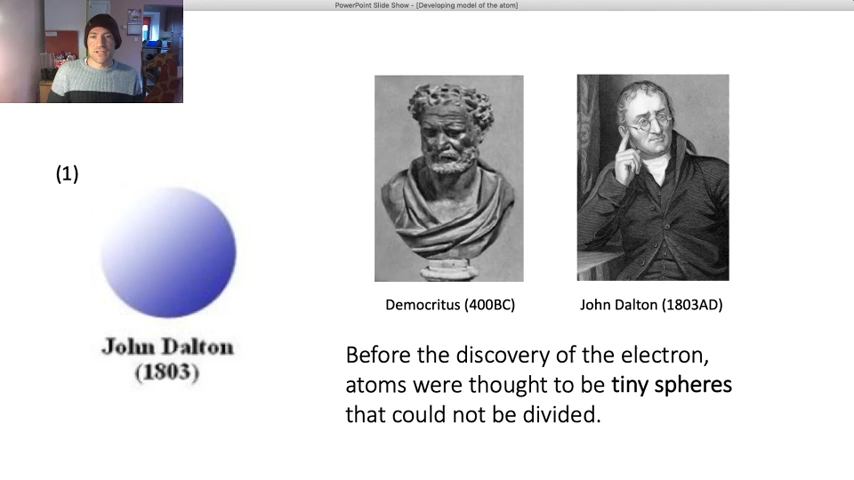 PowerPoint Slide Show - [Developing model of the atom]
(1)
John Dalton
(1803)
Democritus (400BC)
John Dalton (1803AD)
Before the discovery of the electron,
atoms were thought to be tiny spheres
that could not be divided.